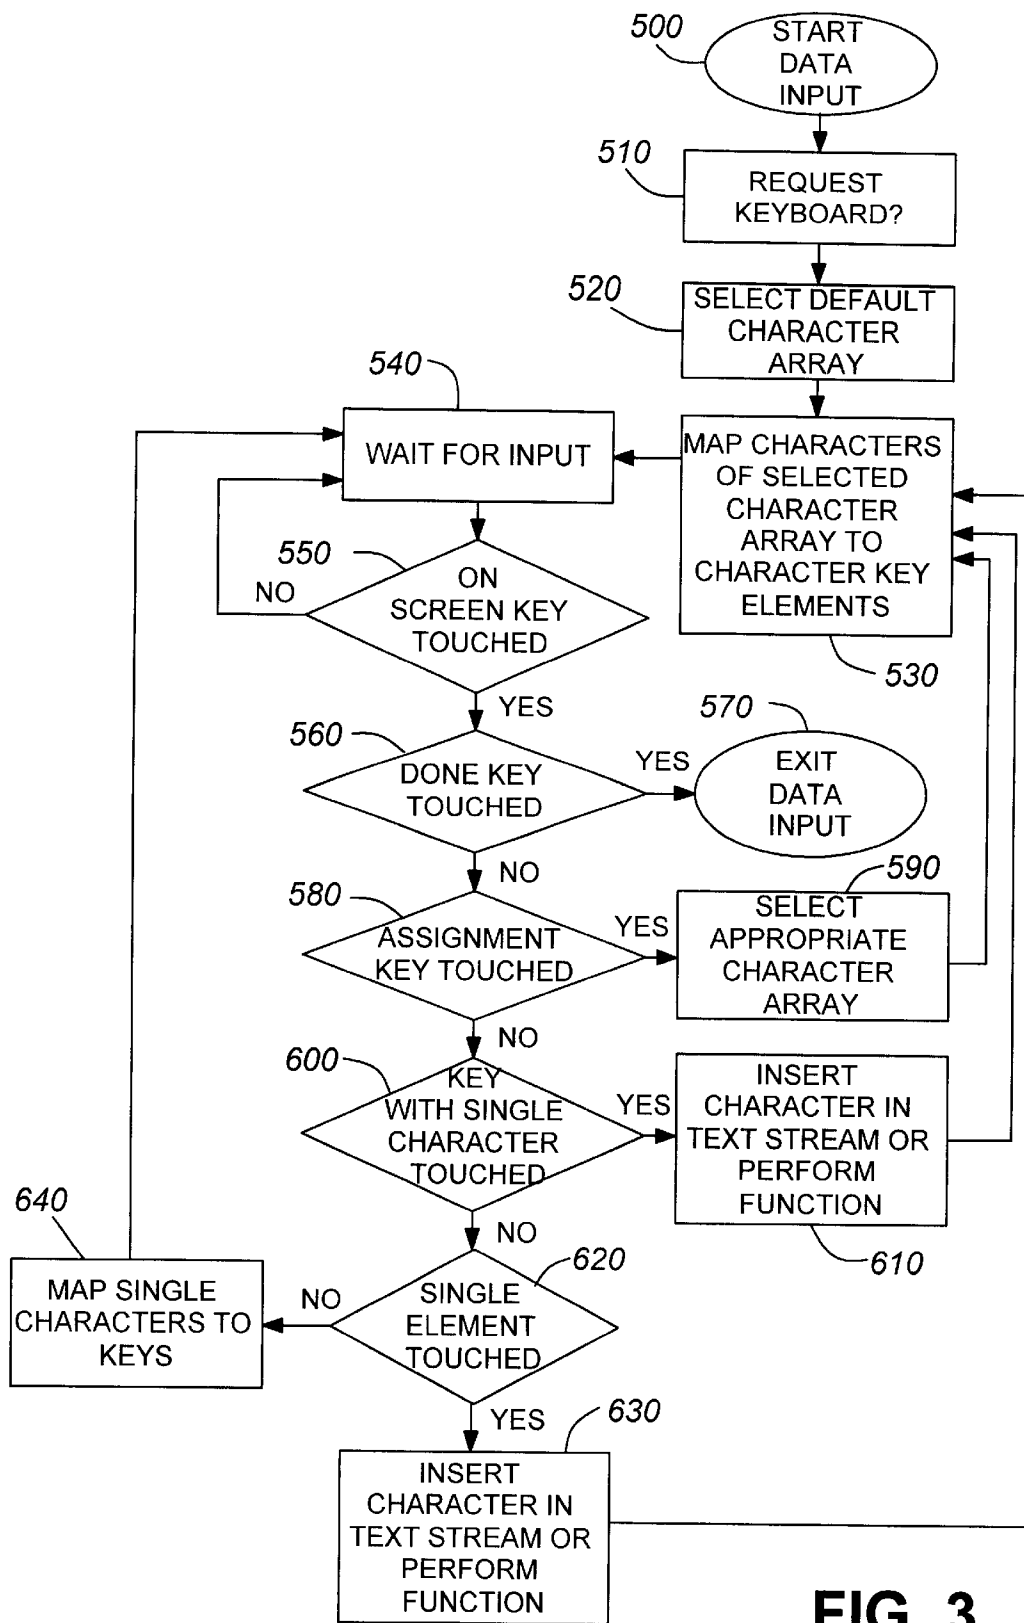 500
START
DATA
INPUT
510
REQUEST
KEYBOARD?
520
SELECT DEFAULT
CHARACTER
ARRAY
540
WAIT FOR INPUT
MAP CHARACTERS
OF SELECTED
CHARACTER
ARRAY TO
CHARACTER KEY
ELEMENTS
530
550
NO
ON
SCREEN KEY
TOUCHED
YES
560
DONE KEY
TOUCHED
YES
570
EXIT
DATA
INPUT
NO
580
ASSIGNMENT
KEY TOUCHED
YES
590
SELECT
APPROPRIATE
CHARACTER
ARRAY
NO
600
KEY
WITH SINGLE
CHARACTER
TOUCHED
YES
INSERT
CHARACTER IN
TEXT STREAM OR
PERFORM
FUNCTION
610
NO
620
SINGLE
ELEMENT
TOUCHED
NO
640
MAP SINGLE
CHARACTERS TO
KEYS
YES
630
INSERT
CHARACTER IN
TEXT STREAM OR
PERFORM
FUNCTION
FIG. 3